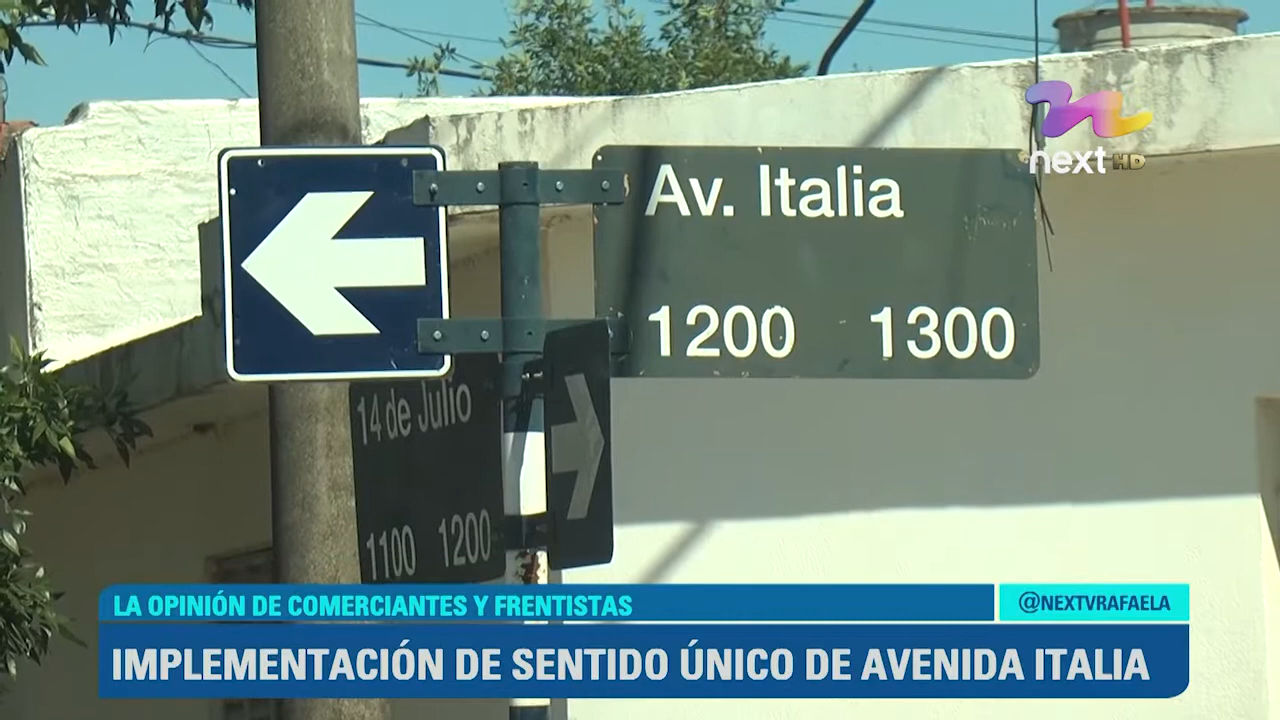 Av. Italia
1200 1300
next HD
14 de Julio
1100 1200
LA OPINIÓN DE COMERCIANTES Y FRENTISTAS
@NEXTVRAFAELA
IMPLEMENTACIÓN DE SENTIDO ÚNICO DE AVENIDA ITALIA